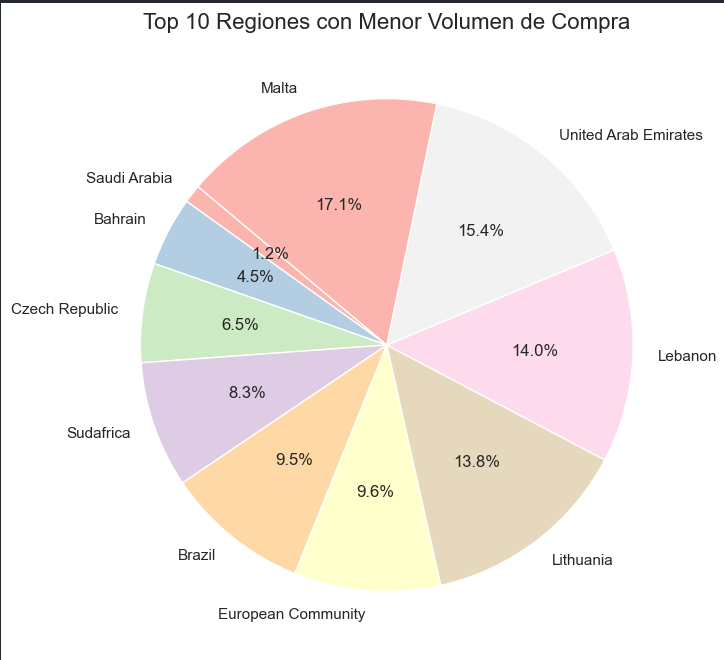 Top 10 Regiones con Menor Volumen de Compra
Malta
17.1%
United Arab Emirates
15.4%
Saudi Arabia
1.2%
Bahrain
4.5%
Czech Republic
6.5%
Lebanon
14.0%
Sudafrica
8.3%
Brazil
9.5%
European Community
9.6%
Lithuania
13.8%